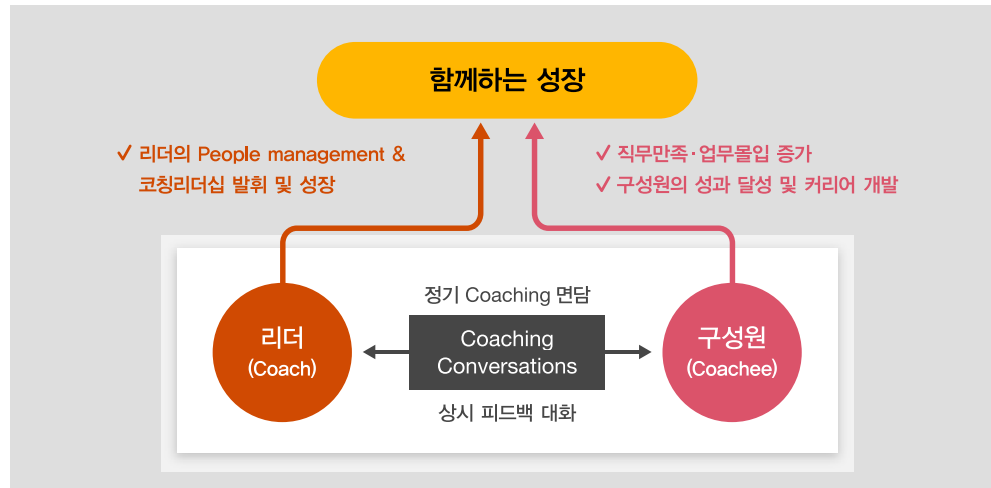 함께하는 성장
✓ 리더의 People management &
코칭리더십 발휘 및 성장
✓ 직무만족·업무몰입 증가
✓ 구성원의 성과 달성 및 커리어 개발
정기 Coaching 면담
리더
(Coach)
Coaching
Conversations
구성원
(Coachee)
상시 피드백 대화